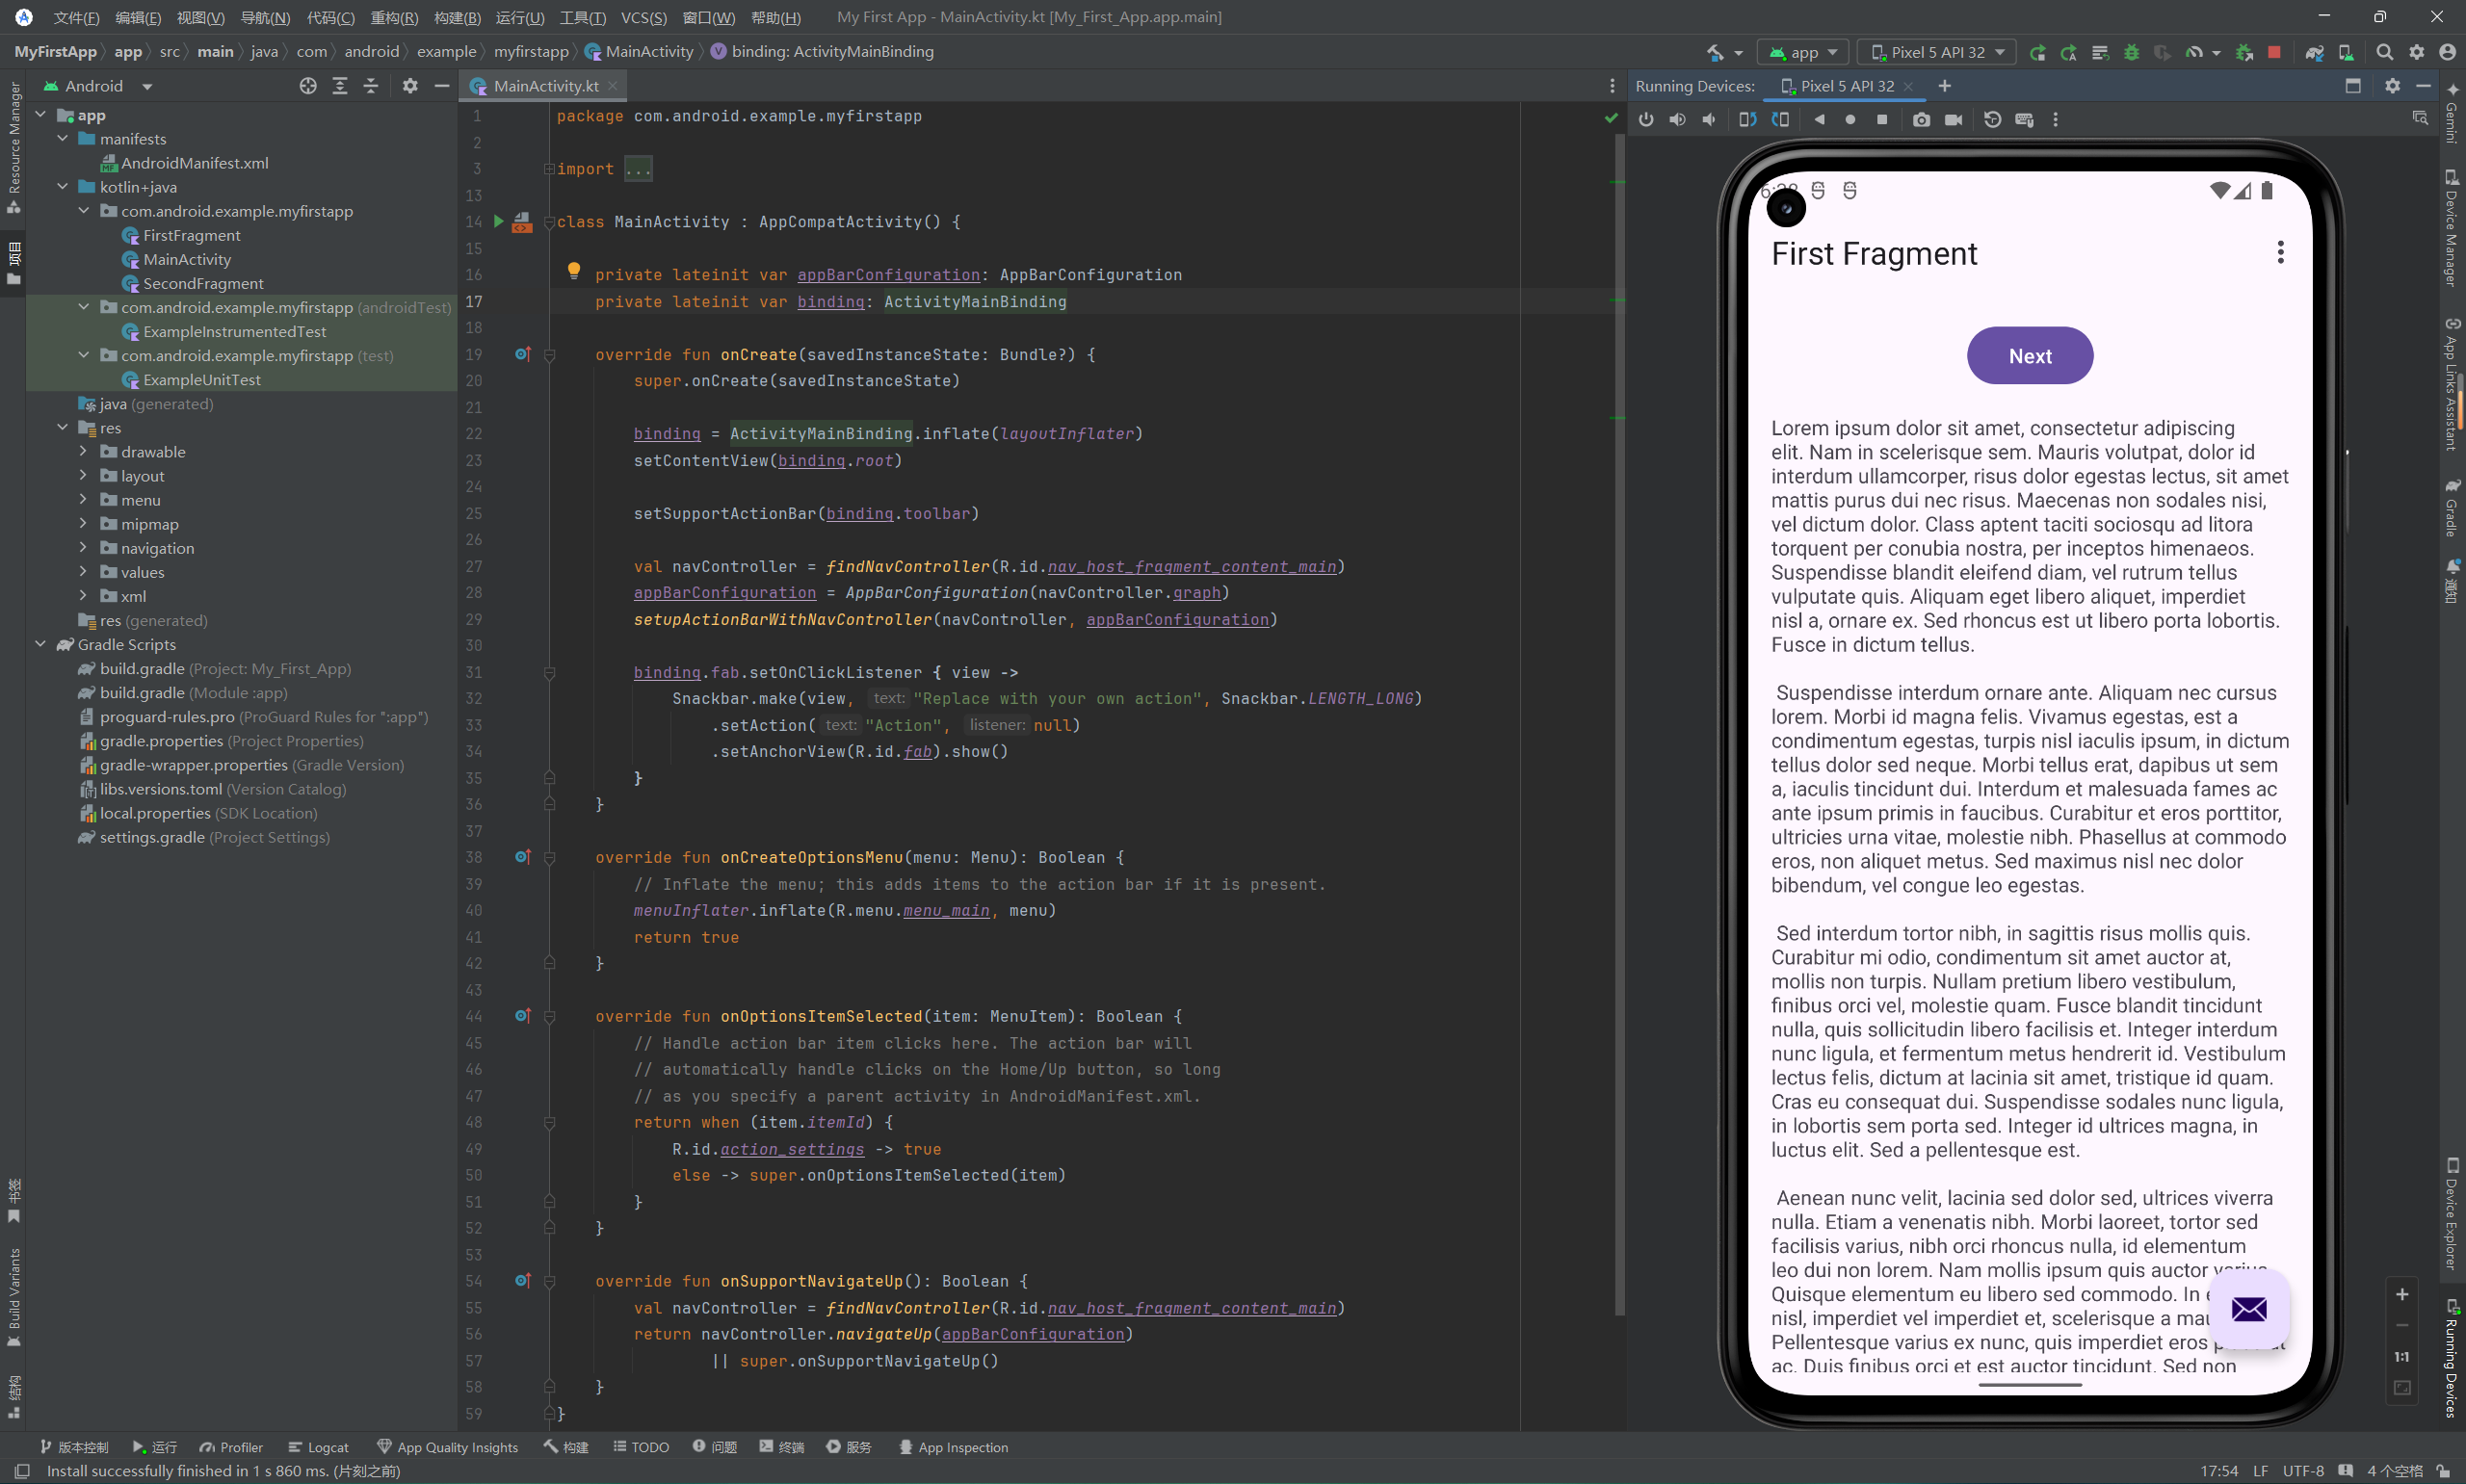 文件(F) 编辑(E) 视图(V) 导航(N) 代码(C) 重构(R) 构建(B) 运行(U) 工具(T) VCS(S) 窗口(W) 帮助(H) My First App - MainActivity.kt [My_First_App.app.main]
MyFirstApp app src main java com android example myfirstapp MainActivity binding: ActivityMainBinding app Pixel 5 API 32
Resource Manager
项目
书签
Build Variants
结构
Android
app
manifests
AndroidManifest.xml
kotlin+java
com.android.example.myfirstapp
FirstFragment
MainActivity
SecondFragment
com.android.example.myfirstapp (androidTest)
ExampleInstrumentedTest
com.android.example.myfirstapp (test)
ExampleUnitTest
java (generated)
res
drawable
layout
menu
mipmap
navigation
values
xml
res (generated)
Gradle Scripts
build.gradle (Project: My_First_App)
build.gradle (Module :app)
proguard-rules.pro (ProGuard Rules for ":app")
gradle.properties (Project Properties)
gradle-wrapper.properties (Gradle Version)
libs.versions.toml (Version Catalog)
local.properties (SDK Location)
settings.gradle (Project Settings)
MainActivity.kt
1 package com.android.example.myfirstapp
2
3 import ...
13
14 class MainActivity : AppCompatActivity() {
15
16 private lateinit var appBarConfiguration: AppBarConfiguration
17 private lateinit var binding: ActivityMainBinding
18
19 override fun onCreate(savedInstanceState: Bundle?) {
20 super.onCreate(savedInstanceState)
21
22 binding = ActivityMainBinding.inflate(layoutInflater)
23 setContentView(binding.root)
24
25 setSupportActionBar(binding.toolbar)
26
27 val navController = findNavController(R.id.nav_host_fragment_content_main)
28 appBarConfiguration = AppBarConfiguration(navController.graph)
29 setupActionBarWithNavController(navController, appBarConfiguration)
30
31 binding.fab.setOnClickListener { view ->
32 Snackbar.make(view, text: "Replace with your own action", Snackbar.LENGTH_LONG)
33 .setAction( text: "Action", listener: null)
34 .setAnchorView(R.id.fab).show()
35 }
36 }
37
38 override fun onCreateOptionsMenu(menu: Menu): Boolean {
39 // Inflate the menu; this adds items to the action bar if it is present.
40 menuInflater.inflate(R.menu.menu_main, menu)
41 return true
42 }
43
44 override fun onOptionsItemSelected(item: MenuItem): Boolean {
45 // Handle action bar item clicks here. The action bar will
46 // automatically handle clicks on the Home/Up button, so long
47 // as you specify a parent activity in AndroidManifest.xml.
48 return when (item.itemId) {
49 R.id.action_settings -> true
50 else -> super.onOptionsItemSelected(item)
51 }
52 }
53
54 override fun onSupportNavigateUp(): Boolean {
55 val navController = findNavController(R.id.nav_host_fragment_content_main)
56 return navController.navigateUp(appBarConfiguration)
57 || super.onSupportNavigateUp()
58 }
59 }
Running Devices: Pixel 5 API 32
First Fragment
Next
Lorem ipsum dolor sit amet, consectetur adipiscing
elit. Nam in scelerisque sem. Mauris volutpat, dolor id
interdum ullamcorper, risus dolor egestas lectus, sit amet
mattis purus dui nec risus. Maecenas non sodales nisi,
vel dictum dolor. Class aptent taciti sociosqu ad litora
torquent per conubia nostra, per inceptos himenaeos.
Suspendisse blandit eleifend diam, vel rutrum tellus
vulputate quis. Aliquam eget libero aliquet, imperdiet
nisl a, ornare ex. Sed rhoncus est ut libero porta lobortis.
Fusce in dictum tellus.
Suspendisse interdum ornare ante. Aliquam nec cursus
lorem. Morbi id magna felis. Vivamus egestas, est a
condimentum egestas, turpis nisl iaculis ipsum, in dictum
tellus dolor sed neque. Morbi tellus erat, dapibus ut sem
a, iaculis tincidunt dui. Interdum et malesuada fames ac
ante ipsum primis in faucibus. Curabitur et eros porttitor,
ultricies urna vitae, molestie nibh. Phasellus at commodo
eros, non aliquet metus. Sed maximus nisl nec dolor
bibendum, vel congue leo egestas.
Sed interdum tortor nibh, in sagittis risus mollis quis.
Curabitur mi odio, condimentum sit amet auctor at,
mollis non turpis. Nullam pretium libero vestibulum,
finibus orci vel, molestie quam. Fusce blandit tincidunt
nulla, quis sollicitudin libero facilisis et. Integer interdum
nunc ligula, et fermentum metus hendrerit id. Vestibulum
lectus felis, dictum at lacinia sit amet, tristique id quam.
Cras eu consequat dui. Suspendisse sodales nunc ligula,
in lobortis sem porta sed. Integer id ultrices magna, in
luctus elit. Sed a pellentesque est.
Aenean nunc velit, lacinia sed dolor sed, ultrices viverra
nulla. Etiam a venenatis nibh. Morbi laoreet, tortor sed
facilisis varius, nibh orci rhoncus nulla, id elementum
leo dui non lorem. Nam mollis ipsum quis auctor varius.
Quisque elementum eu libero sed commodo. In
nisl, imperdiet vel imperdiet et, scelerisque a
Pellentesque varius ex nunc, quis imperdiet eros
ac. Duis finibus orci et est auctor tincidunt. Sed non
1:1
Gemini
Device Manager
App Links Assistant
Gradle
通知
Device Explorer
Running Devices
版本控制 运行 Profiler Logcat App Quality Insights 构建 TODO 问题 终端 服务 App Inspection
Install successfully finished in 1 s 860 ms. (片刻之前) 17:54 LF UTF-8 4 个空格